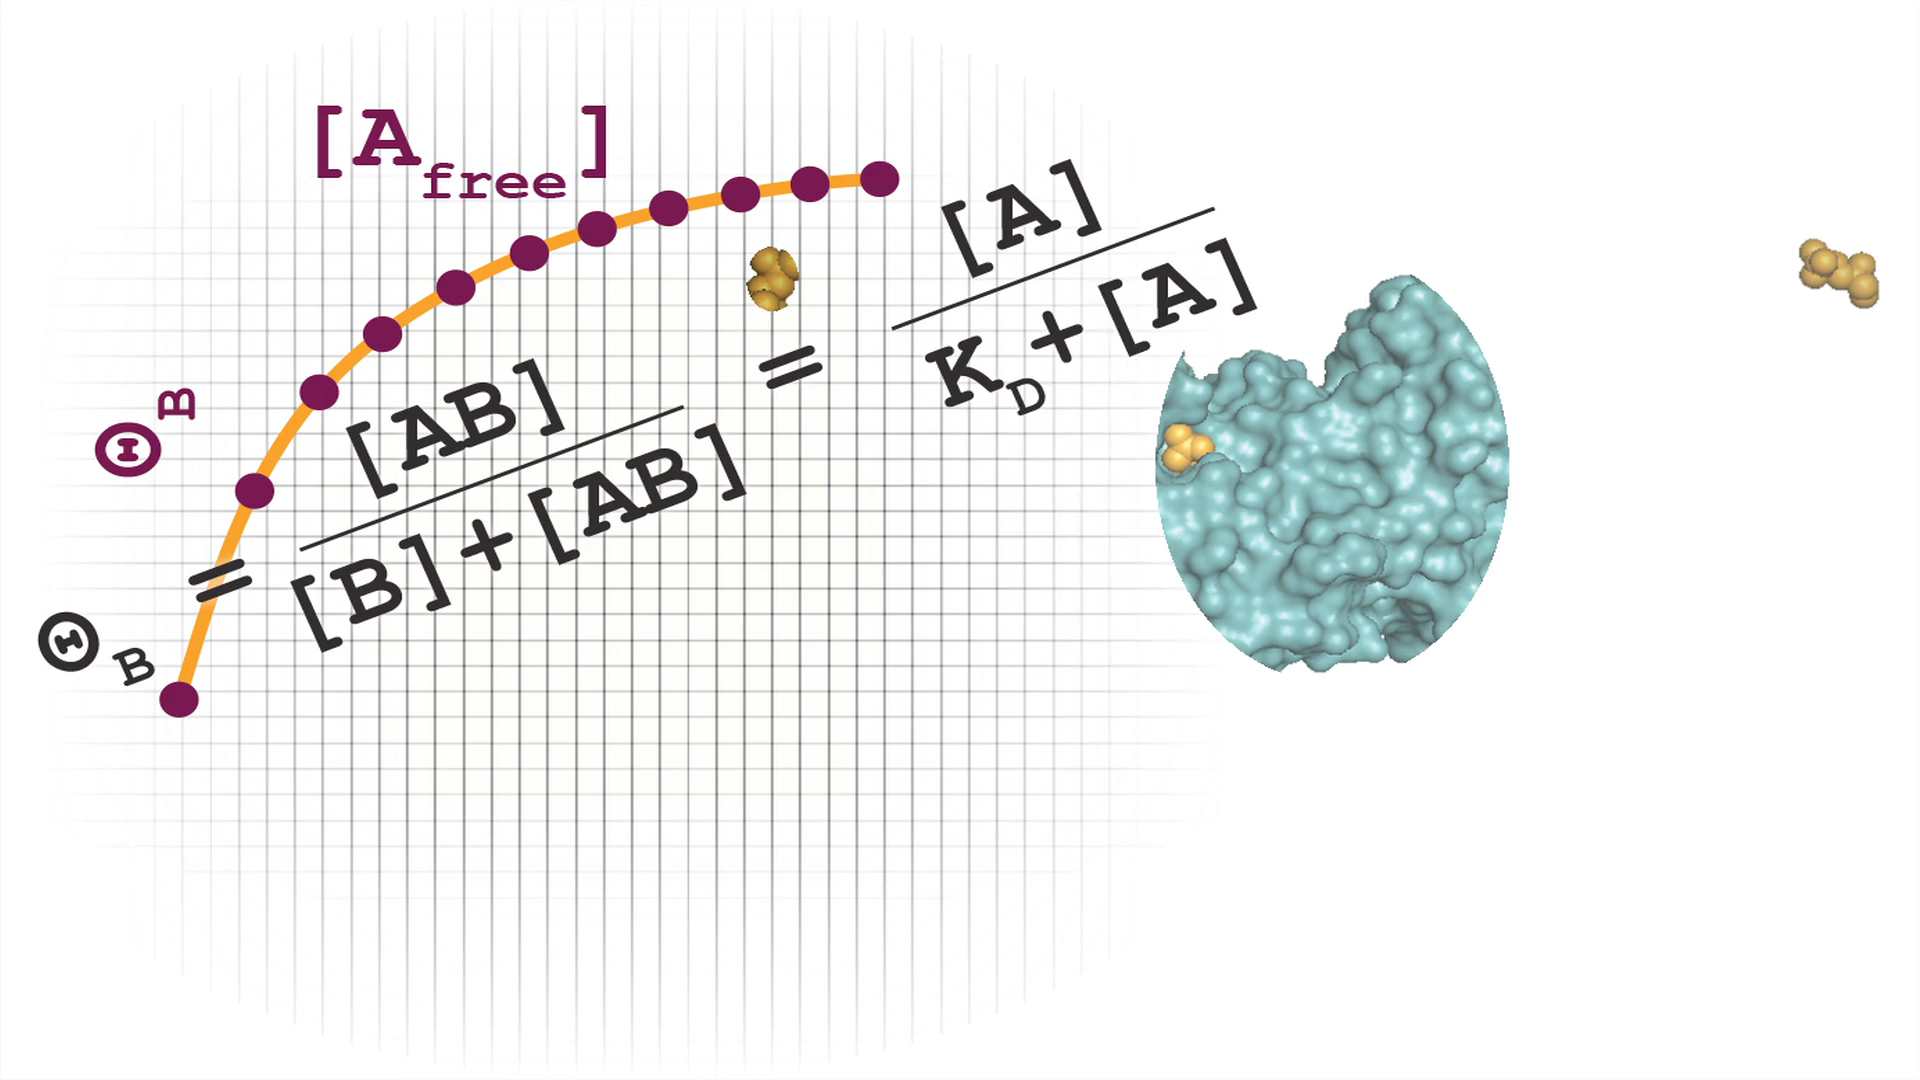 [A_free]
Θ_B
Θ_B = [AB] / [B]+[AB] = [A] / K_D+[A]